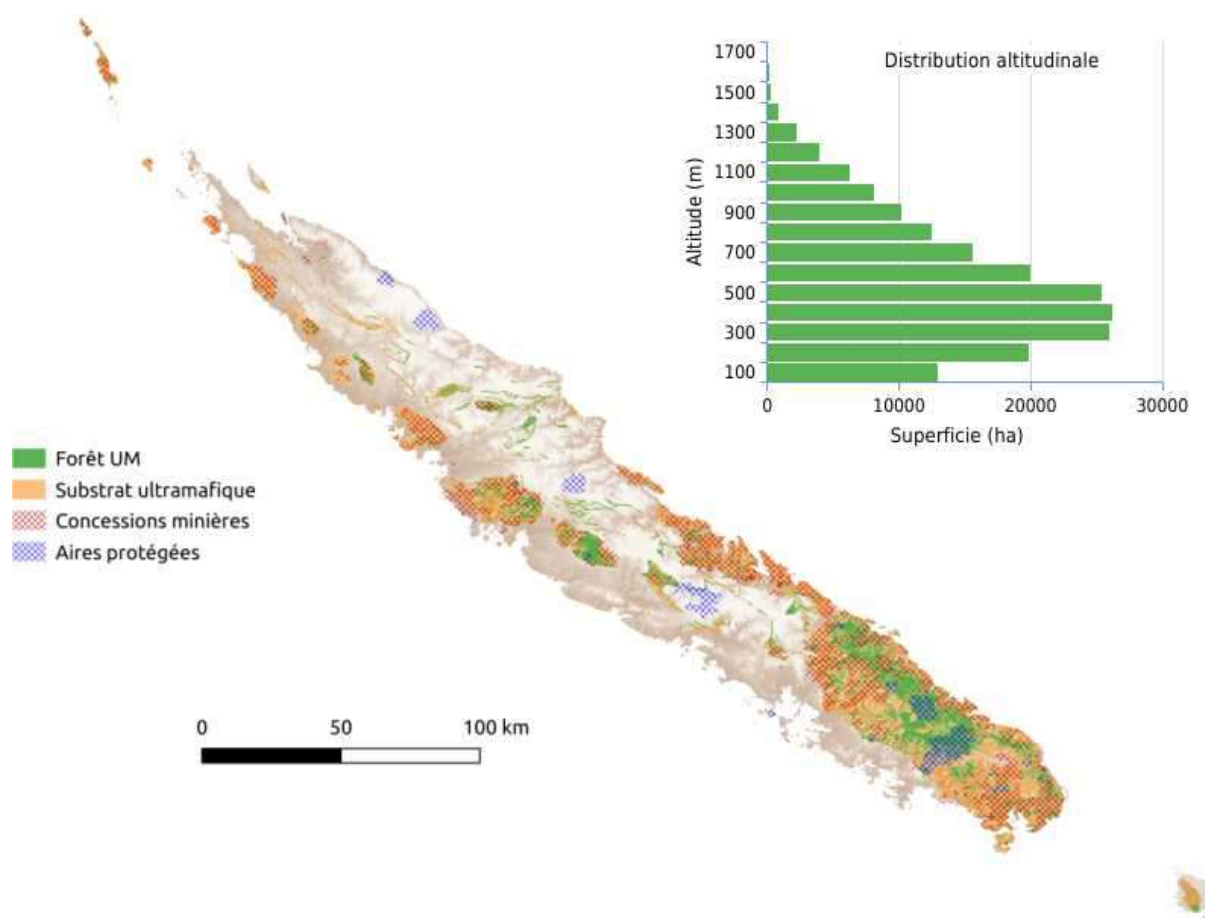 Distribution altitudinale
Altitude (m)
1700
1500
1300
1100
900
700
500
300
100
0 10000 20000 30000
Superficie (ha)
Forêt UM
Substrat ultramafique
Concessions minières
Aires protégées
0 50 100 km